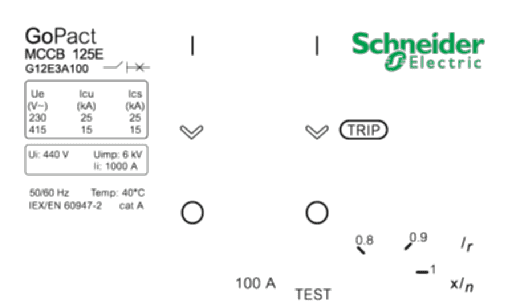 GoPact
MCCB 125E
G12E3A100
Ue Icu Ics
(V~) (kA) (kA)
230 25 25
415 15 15
Ui: 440 V Uimp: 6 kV
Ii: 1000 A
50/60 Hz Temp: 40°C
IEX/EN 60947-2 cat A
Schneider
Electric
TRIP
0.8 0.9 Ir
1 x/n
100 A TEST